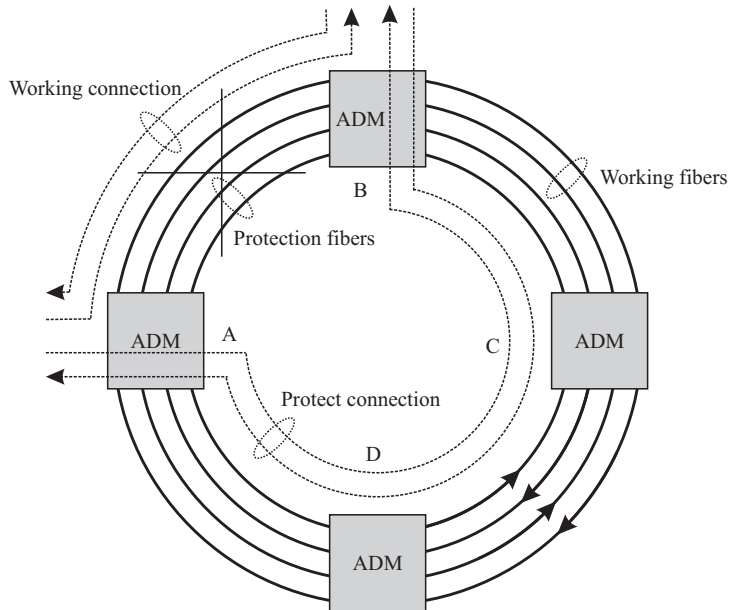 Working connection
ADM
Working fibers
B
Protection fibers
ADM
A
C
ADM
Protect connection
D
ADM